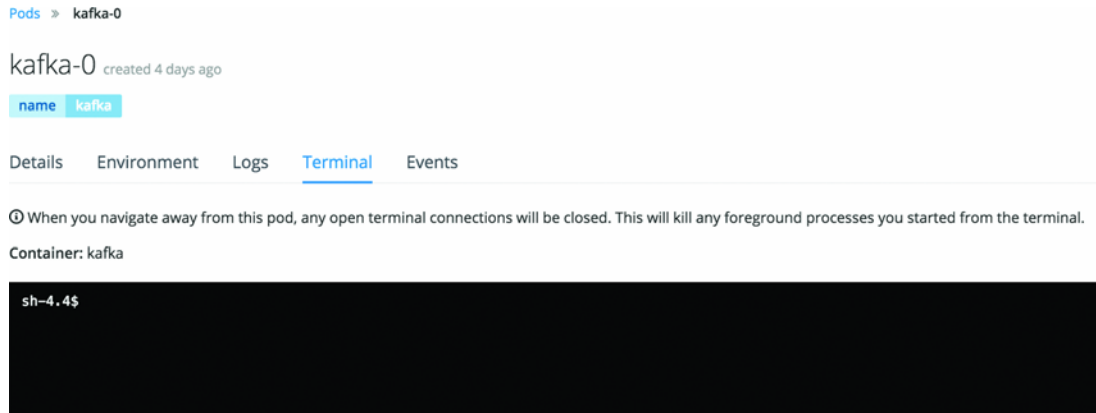 Pods » kafka-0
kafka-0 created 4 days ago
name kafka
Details Environment Logs Terminal Events
When you navigate away from this pod, any open terminal connections will be closed. This will kill any foreground processes you started from the terminal.
Container: kafka
sh-4.4$